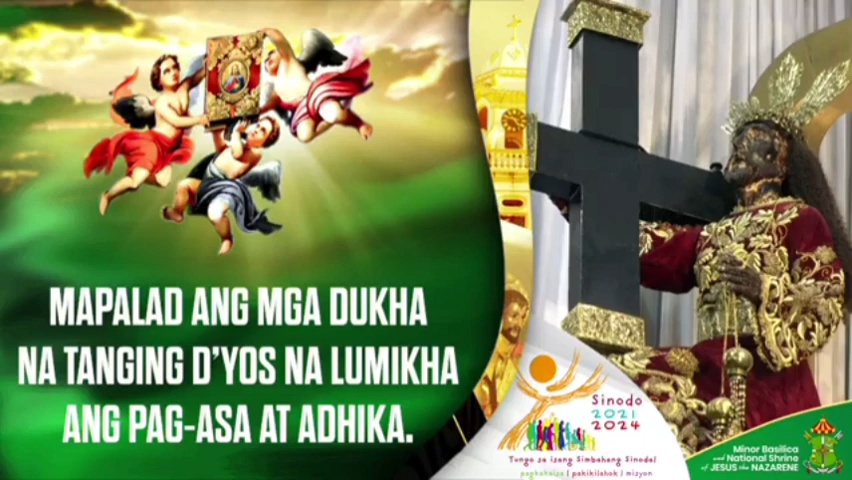 MAPALAD ANG MGA DUKHA
NA TANGING D'YOS NA LUMIKHA
ANG PAG-ASA AT ADHIKA.
Sinodo
2021
2024
Tungo sa isang Simbahang Sinodal
pagkakaisa | pakikilahok | misyon
Minor Basilica
and National Shrine
of JESUS the NAZARENE